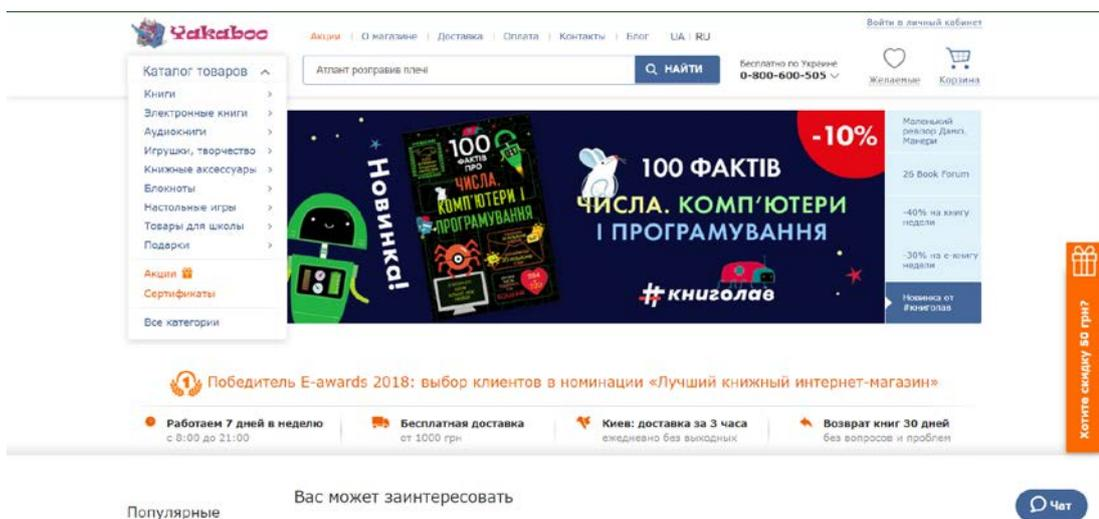 Войти в личный кабинет
Yakaboo
Акции | О магазине | Доставка | Оплата | Контакты | Блог UA | RU
Каталог товаров
Атлант розправив плечі
НАЙТИ
Бесплатно по Украине
0-800-600-505
Желаемые
Корзина
Книги
Электронные книги
Аудиокниги
Игрушки, творчество
Книжные аксессуары
Блокноты
Настольные игры
Товары для школы
Подарки
Акции
Сертификаты
Все категории
Новинка!
100
ФАКТІВ
ПРО
ЧИСЛА,
КОМП'ЮТЕРИ І
ПРОГРАМУВАННЯ
-10%
100 ФАКТІВ
ЧИСЛА. КОМП'ЮТЕРИ
І ПРОГРАМУВАННЯ
#книголав
Маленький
ревізор
26 Book Forum
-40% на книгу
недели
-30% на е-книгу
недели
Новинка от
#книголав
Хотите скидку 50 грн?
1
Победитель E-awards 2018: выбор клиентов в номинации «Лучший книжный интернет-магазин»
Работаем 7 дней в неделю
с 8:00 до 21:00
Бесплатная доставка
от 1000 грн
Киев: доставка за 3 часа
ежедневно без выходных
Возврат книг 30 дней
без вопросов и проблем
Популярные
Вас может заинтересовать
Чат